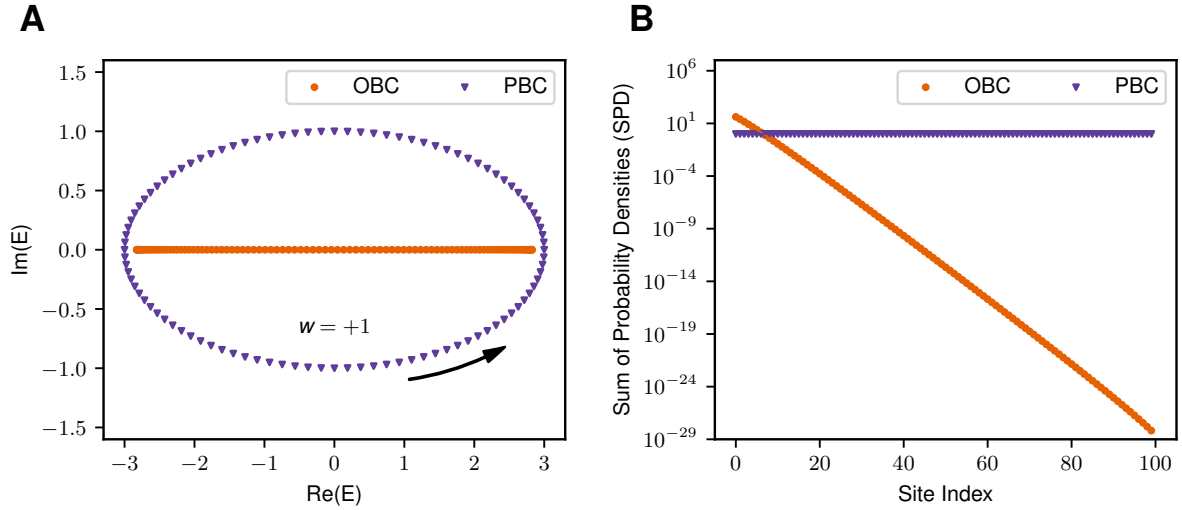 A
OBC
PBC
Im(E)
1.5
1.0
0.5
0.0
−0.5
−1.0
−1.5
w = +1
−3
−2
−1
0
1
2
3
Re(E)
B
OBC
PBC
Sum of Probability Densities (SPD)
10^6
10^1
10^−4
10^−9
10^−14
10^−19
10^−24
10^−29
0
20
40
60
80
100
Site Index